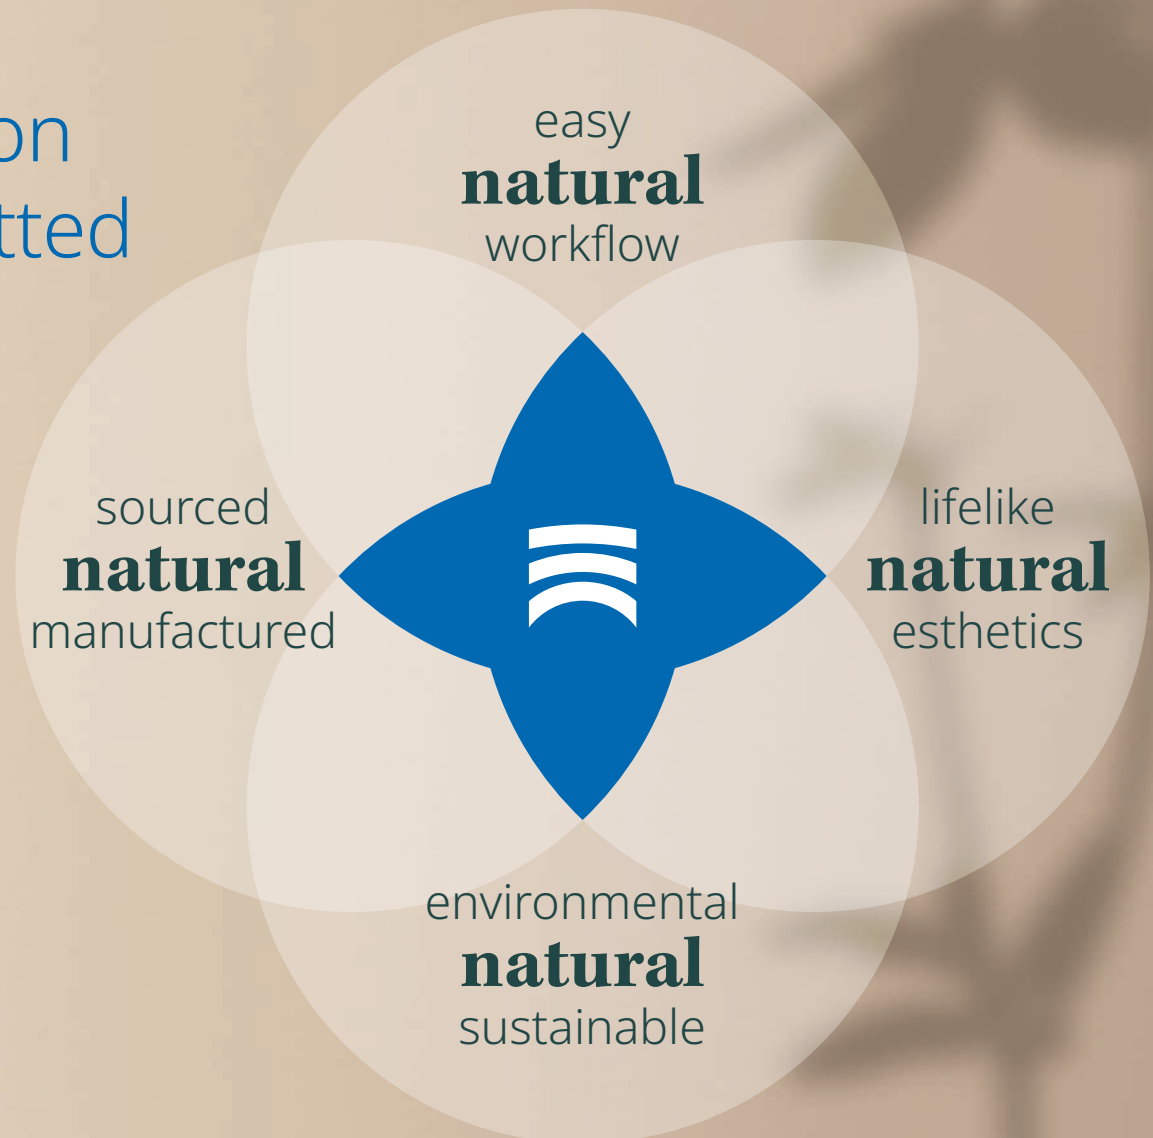 on
tted
easy
natural
workflow
sourced
natural
manufactured
lifelike
natural
esthetics
environmental
natural
sustainable